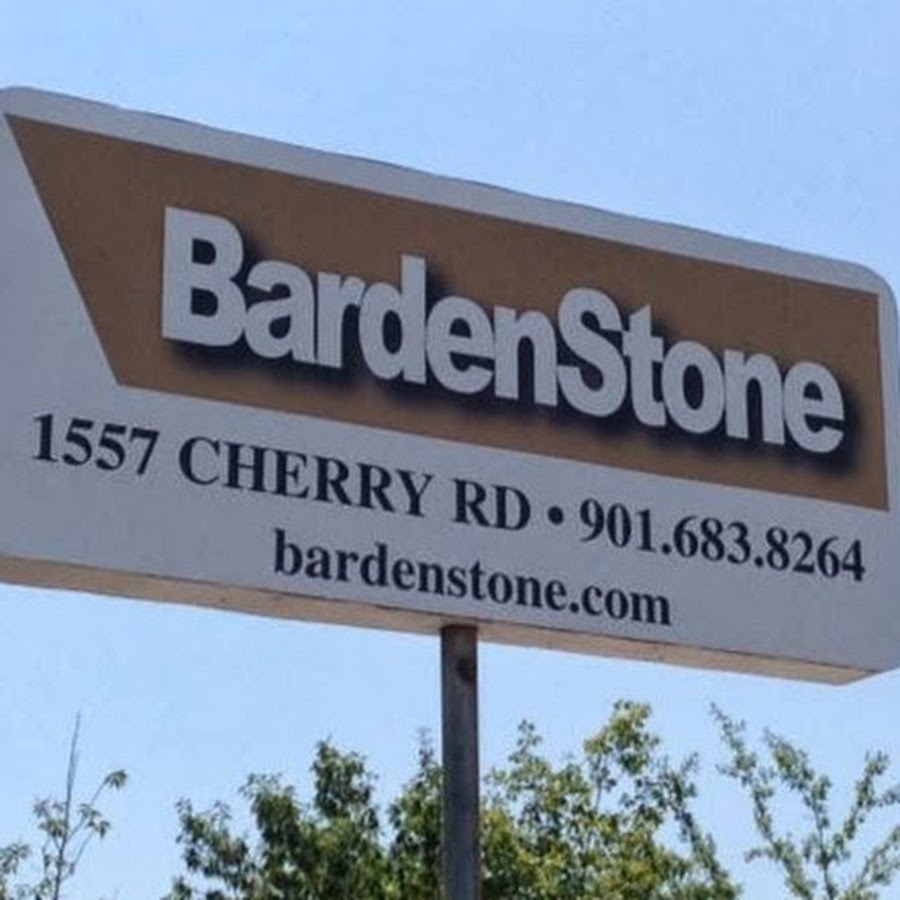 BardenStone
1557 CHERRY RD • 901.683.8264
bardenstone.com